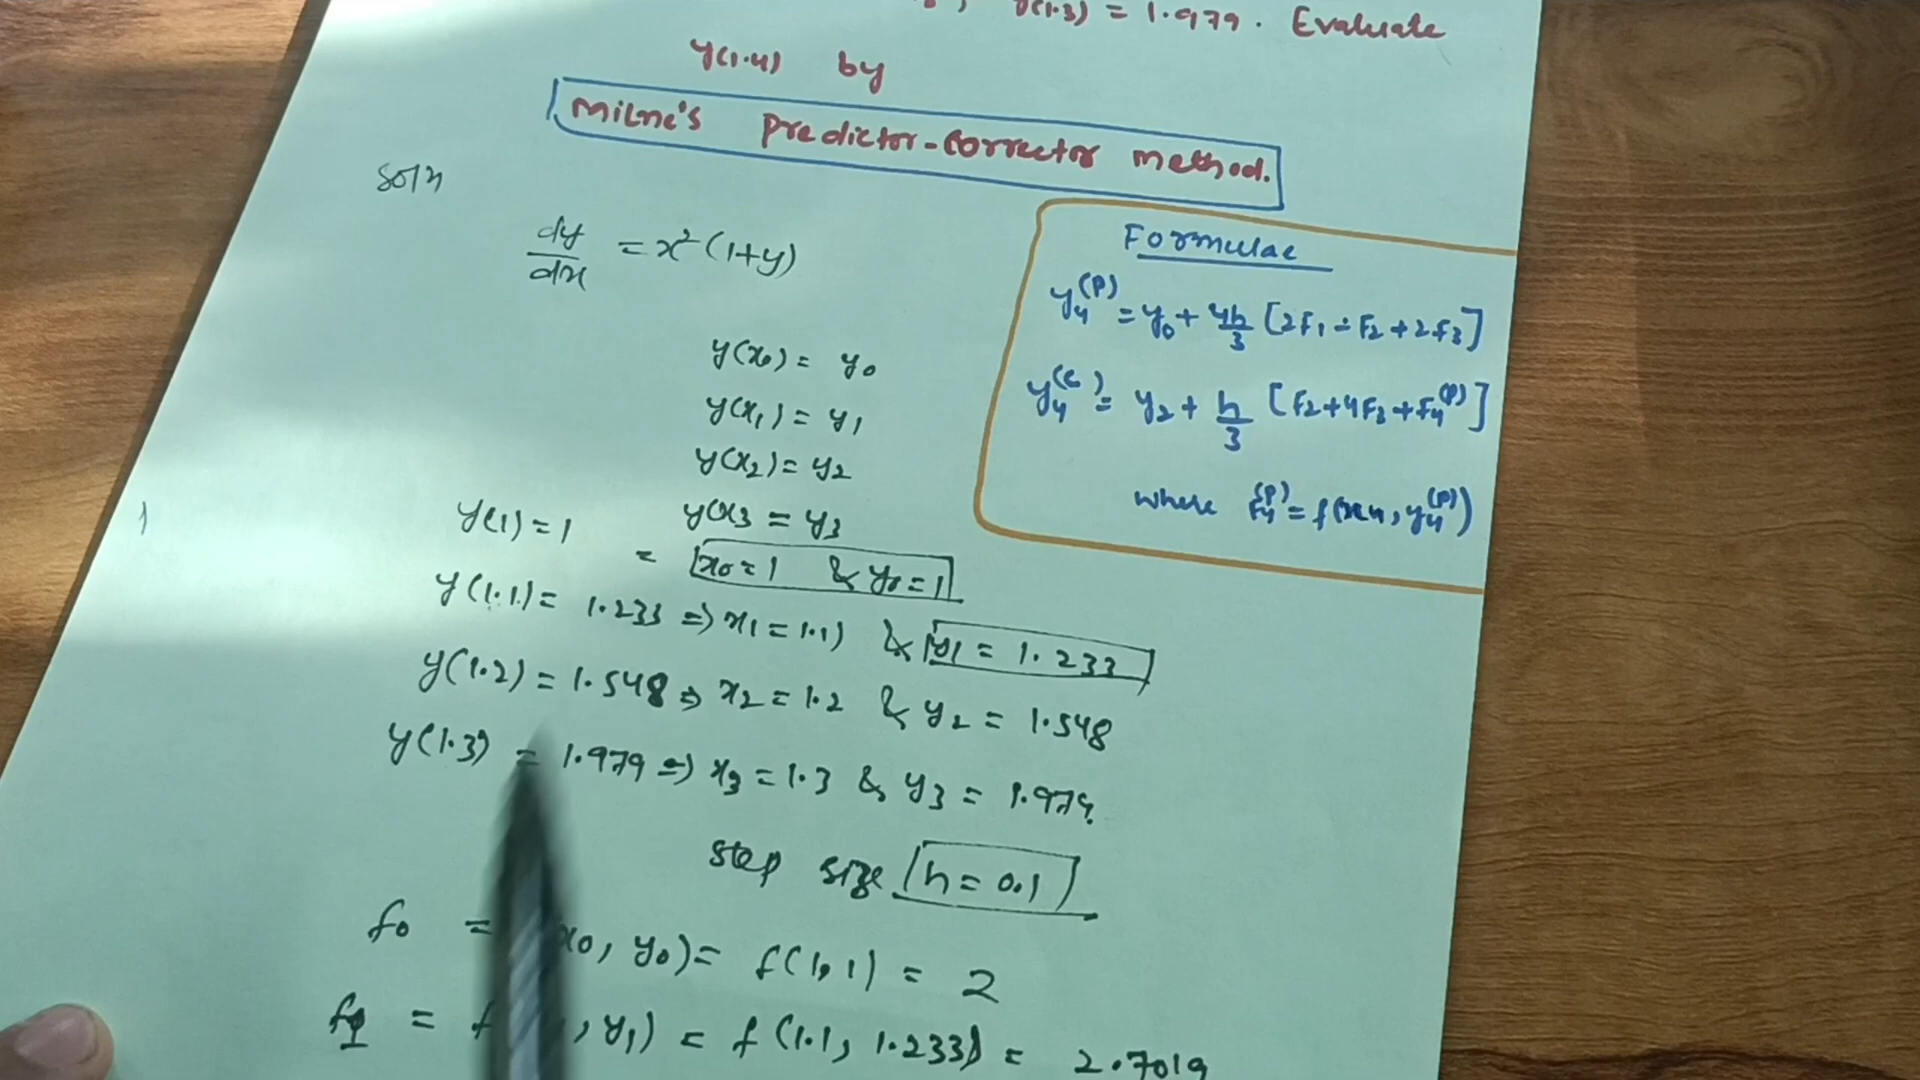 y(1.3) = 1.979. Evaluate
y(1.4) by
Milne's predictor-corrector method.
Soln
dy/dx = x² (1+y)
Formulae
y₄⁽ᵖ⁾ = y₀ + 4h/3 [2f₁ - f₂ + 2f₃]
y₄⁽ᶜ⁾ = y₂ + h/3 [f₂ + 4f₃ + f₄⁽ᵖ⁾]
where f₄⁽ᵖ⁾ = f(x₄, y₄⁽ᵖ⁾)
y(x₀) = y₀
y(x₁) = y₁
y(x₂) = y₂
y(x₃ = y₃
y(1) = 1 = x₀ = 1 & y₀ = 1
y(1.1) = 1.233 ⇒ x₁ = 1.1) & y₁ = 1.233
y(1.2) = 1.548 ⇒ x₂ = 1.2 & y₂ = 1.548
y(1.3) = 1.979 ⇒ x₃ = 1.3 & y₃ = 1.979.
step size h = 0.1
f₀ = x₀, y₀) = f(1, 1) = 2
f₁ = f , y₁) = f(1.1, 1.233) = 2.7019